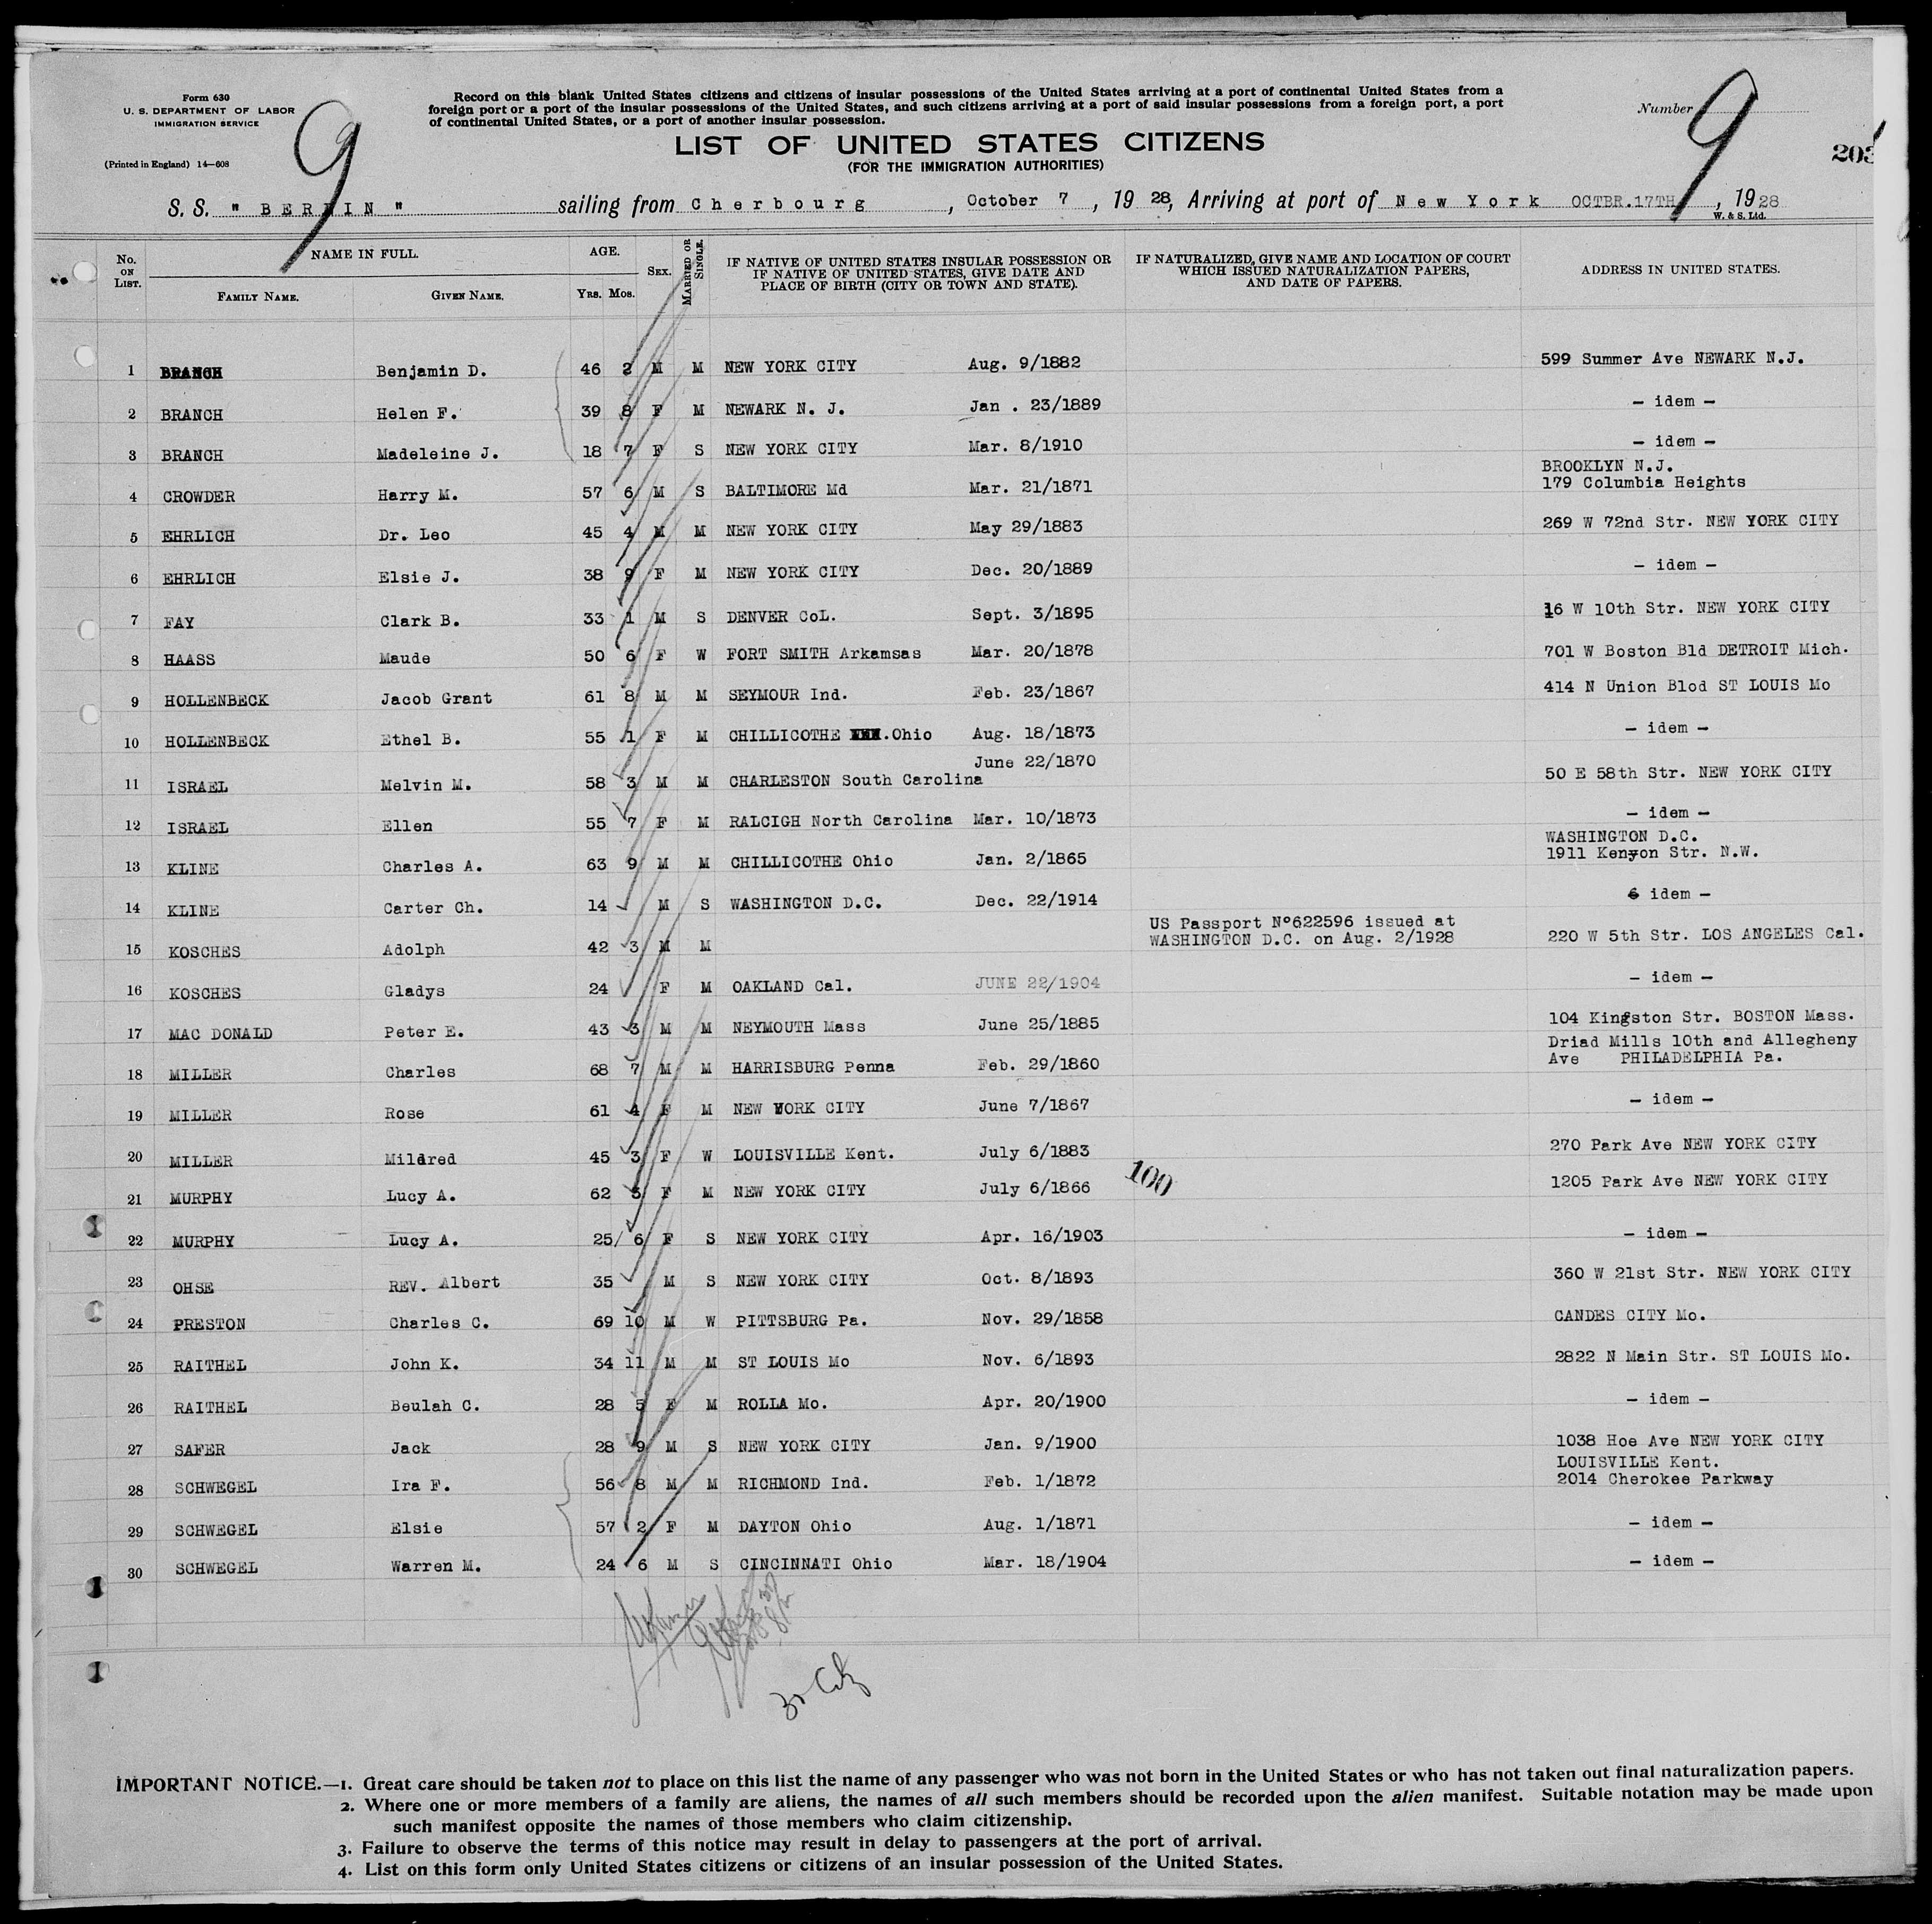 Form 630
U. S. DEPARTMENT OF LABOR
IMMIGRATION SERVICE
(Printed in England) 14—608
9
Record on this blank United States citizens and citizens of insular possessions of the United States arriving at a port of continental United States from a
foreign port or a port of the insular possessions of the United States, and such citizens arriving at a port of said insular possessions from a foreign port, a port
of continental United States, or a port of another insular possession.
LIST OF UNITED STATES CITIZENS
(FOR THE IMMIGRATION AUTHORITIES)
Number 9
203
S. S. " BERLIN " sailing from Cherbourg , October 7 , 19 28, Arriving at port of New York OCTBR.17TH , 1928
W. & S. Ltd.
No. ON LIST. NAME IN FULL. FAMILY NAME. GIVEN NAME. AGE. YRS. MOS. SEX. MARRIED OR SINGLE. IF NATIVE OF UNITED STATES INSULAR POSSESSION OR IF NATIVE OF UNITED STATES, GIVE DATE AND PLACE OF BIRTH (CITY OR TOWN AND STATE). IF NATURALIZED, GIVE NAME AND LOCATION OF COURT WHICH ISSUED NATURALIZATION PAPERS, AND DATE OF PAPERS. ADDRESS IN UNITED STATES.
1 BRANCH Benjamin D. 46 2 M M NEW YORK CITY Aug. 9/1882 599 Summer Ave NEWARK N.J.
2 BRANCH Helen F. 39 8 F M NEWARK N. J. Jan . 23/1889 - idem -
3 BRANCH Madeleine J. 18 7 F S NEW YORK CITY Mar. 8/1910 - idem -
4 CROWDER Harry M. 57 6 M S BALTIMORE Md Mar. 21/1871 BROOKLYN N.J.
179 Columbia Heights
5 EHRLICH Dr. Leo 45 4 M M NEW YORK CITY May 29/1883 269 W 72nd Str. NEW YORK CITY
6 EHRLICH Elsie J. 38 9 F M NEW YORK CITY Dec. 20/1889 - idem -
7 FAY Clark B. 33 1 M S DENVER CoL. Sept. 3/1895 16 W 10th Str. NEW YORK CITY
8 HAASS Maude 50 6 F W FORT SMITH Arkamsas Mar. 20/1878 701 W Boston Bld DETROIT Mich.
9 HOLLENBECK Jacob Grant 61 8 M M SEYMOUR Ind. Feb. 23/1867 414 N Union Blod ST LOUIS Mo
10 HOLLENBECK Ethel B. 55 1 F M CHILLICOTHE .Ohio Aug. 18/1873 - idem -
11 ISRAEL Melvin M. 58 3 M M CHARLESTON South Carolina June 22/1870 50 E 58th Str. NEW YORK CITY
12 ISRAEL Ellen 55 7 F M RALCIGH North Carolina Mar. 10/1873 - idem -
13 KLINE Charles A. 63 9 M M CHILLICOTHE Ohio Jan. 2/1865 WASHINGTON D.C.
1911 Kenyon Str. N.W.
14 KLINE Carter Ch. 14 M S WASHINGTON D.C. Dec. 22/1914 6 idem -
15 KOSCHES Adolph 42 3 M M US Passport Nº622596 issued at
WASHINGTON D.C. on Aug. 2/1928 220 W 5th Str. LOS ANGELES Cal.
16 KOSCHES Gladys 24 F M OAKLAND Cal. JUNE 22/1904 - idem -
17 MAC DONALD Peter E. 43 3 M M NEYMOUTH Mass June 25/1885 104 Kingston Str. BOSTON Mass.
18 MILLER Charles 68 7 M M HARRISBURG Penna Feb. 29/1860 Driad Mills 10th and Allegheny
Ave PHILADELPHIA Pa.
19 MILLER Rose 61 4 F M NEW YORK CITY June 7/1867 - idem -
20 MILLER Mildred 45 3 F W LOUISVILLE Kent. July 6/1883 270 Park Ave NEW YORK CITY
21 MURPHY Lucy A. 62 3 F M NEW YORK CITY July 6/1866 100 1205 Park Ave NEW YORK CITY
22 MURPHY Lucy A. 25 6 F S NEW YORK CITY Apr. 16/1903 - idem -
23 OHSE REV. Albert 35 M S NEW YORK CITY Oct. 8/1893 360 W 21st Str. NEW YORK CITY
24 PRESTON Charles C. 69 10 M W PITTSBURG Pa. Nov. 29/1858 CANDES CITY Mo.
25 RAITHEL John K. 34 11 M M ST LOUIS Mo Nov. 6/1893 2822 N Main Str. ST LOUIS Mo.
26 RAITHEL Beulah C. 28 5 F M ROLLA Mo. Apr. 20/1900 - idem -
27 SAFER Jack 28 9 M S NEW YORK CITY Jan. 9/1900 1038 Hoe Ave NEW YORK CITY
28 SCHWEGEL Ira F. 56 8 M M RICHMOND Ind. Feb. 1/1872 LOUISVILLE Kent.
2014 Cherokee Parkway
29 SCHWEGEL Elsie 57 2 F M DAYTON Ohio Aug. 1/1871 - idem -
30 SCHWEGEL Warren M. 24 6 M S CINCINNATI Ohio Mar. 18/1904 - idem -
IMPORTANT NOTICE.—1. Great care should be taken not to place on this list the name of any passenger who was not born in the United States or who has not taken out final naturalization papers.
2. Where one or more members of a family are aliens, the names of all such members should be recorded upon the alien manifest. Suitable notation may be made upon
such manifest opposite the names of those members who claim citizenship.
3. Failure to observe the terms of this notice may result in delay to passengers at the port of arrival.
4. List on this form only United States citizens or citizens of an insular possession of the United States.